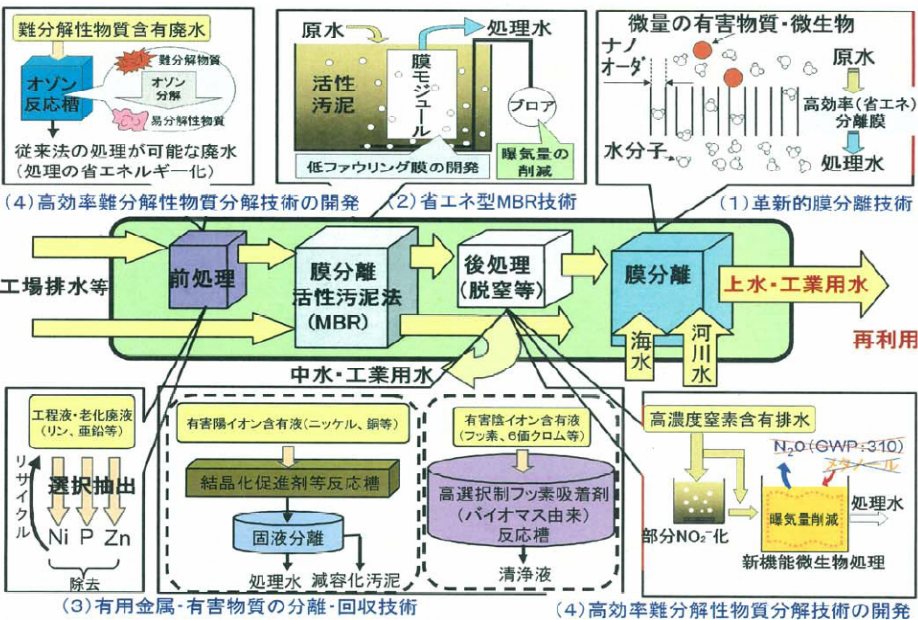 難分解性物質含有廃水
オゾン
反応槽
難分解物質
オゾン
分解
易分解性物質
従来法の処理が可能な廃水
(処理の省エネルギー化)
(4)高効率難分解性物質分解技術の開発
原水
処理水
活性
汚泥
膜モジュール
ブロア
低ファウリング膜の開発
曝気量の
削減
(2)省エネ型MBR技術
微量の有害物質・微生物
ナノ
オーダ
原水
高効率(省エネ)
分離膜
水分子
処理水
(1)革新的膜分離技術
工場排水等
前処理
膜分離
活性汚泥法
(MBR)
後処理
(脱窒等)
膜分離
上水・工業用水
再利用
海水
河川水
中水・工業用水
工程液・老化廃液
(リン、亜鉛等)
リサイクル
選択抽出
Ni P Zn
除去
有害陽イオン含有液(ニッケル、銅等)
結晶化促進剤等反応槽
固液分離
処理水 減容化汚泥
有害陰イオン含有液
(フッ素、6価クロム等)
高選択制フッ素吸着剤
(バイオマス由来)
反応槽
清浄液
(3)有用金属-有害物質の分離・回収技術
高濃度窒素含有排水
N₂O(GWP:310)
メタノール
部分NO₂⁻化
曝気量削減
処理水
新機能微生物処理
(4)高効率難分解性物質分解技術の開発